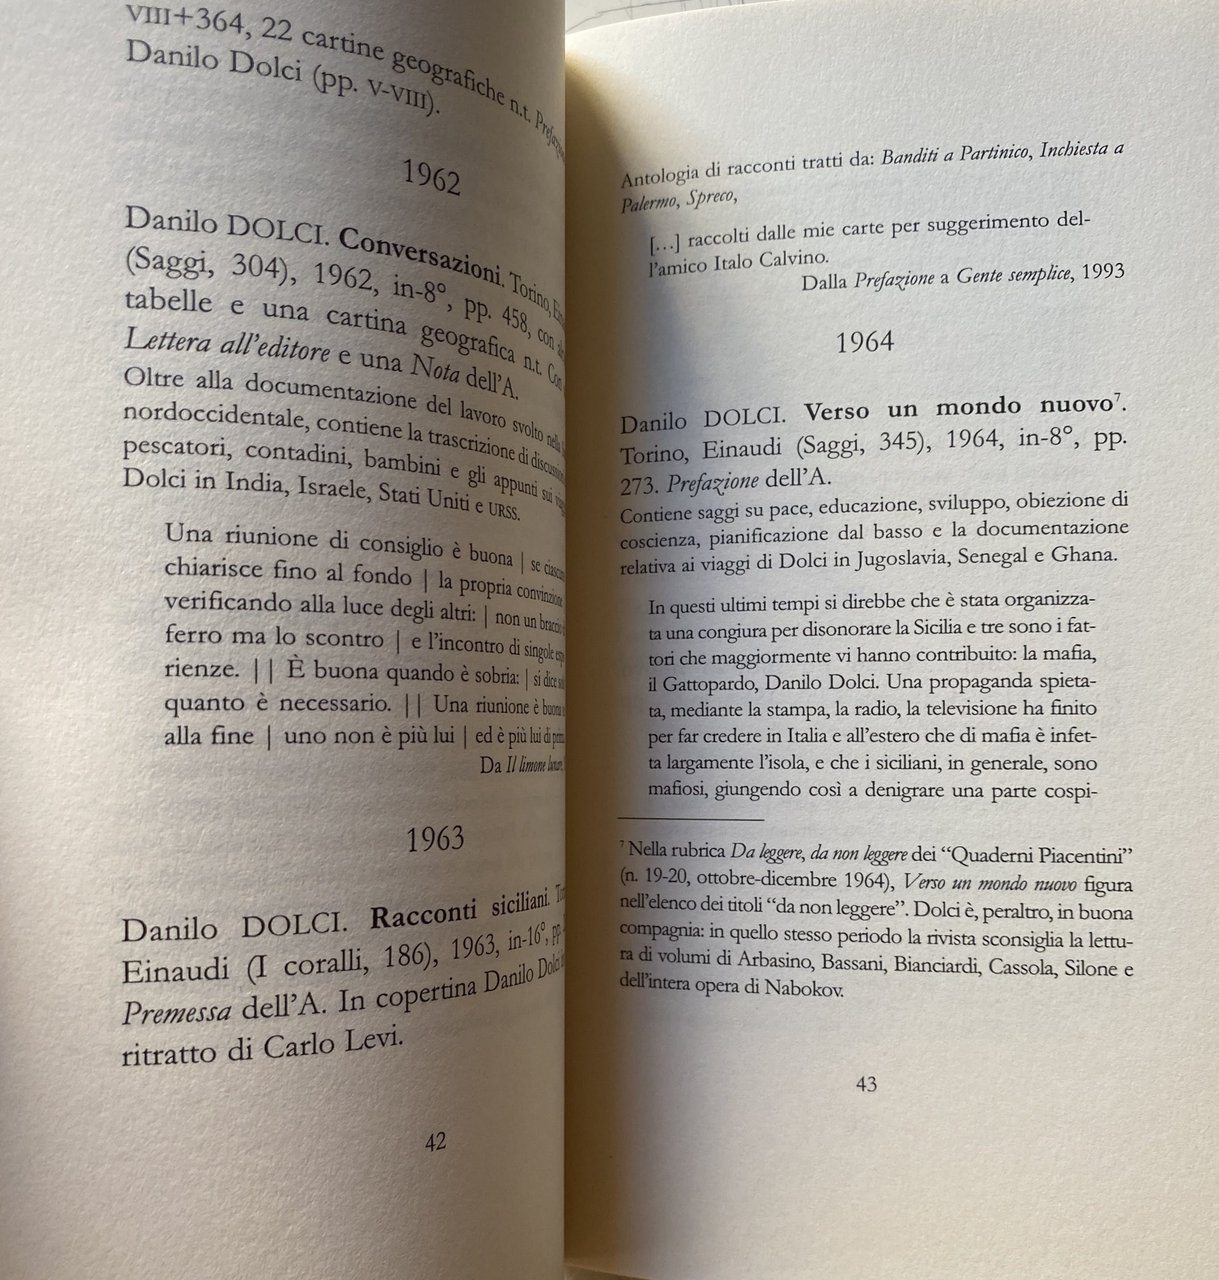 VIII+364, 22 cartine geografiche n.t.
Danilo Dolci (pp. V-VIII).
1962
Danilo DOLCI. Conversazioni. Torino,
(Saggi, 304), 1962, in-8°, pp. 458, con
tabelle e una cartina geografica n.t. Con
Lettera all'editore e una Nota dell'A.
Oltre alla documentazione del lavoro svolto nella
nordoccidentale, contiene la trascrizione di
pescatori, contadini, bambini e gli appunti sui
Dolci in India, Israele, Stati Uniti e URSS.
Una riunione di consiglio è buona | se
chiarisce fino al fondo | la propria convinzione
verificando alla luce degli altri: | non un braccio
ferro ma lo scontro | e l'incontro di singole
rienze. || È buona quando è sobria: | si dice
quanto è necessario. || Una riunione è buona
alla fine | uno non è più lui | ed è più lui di
Da Il limone lunare,
1963
Danilo DOLCI. Racconti siciliani.
Einaudi (I coralli, 186), 1963, in-16°, pp.
Premessa dell'A. In copertina Danilo Dolci
ritratto di Carlo Levi.
42
Antologia di racconti tratti da: Banditi a Partinico, Inchiesta a
Palermo, Spreco,
[...] raccolti dalle mie carte per suggerimento del-
l'amico Italo Calvino.
Dalla Prefazione a Gente semplice, 1993
1964
Danilo DOLCI. Verso un mondo nuovo⁷.
Torino, Einaudi (Saggi, 345), 1964, in-8°, pp.
273. Prefazione dell'A.
Contiene saggi su pace, educazione, sviluppo, obiezione di
coscienza, pianificazione dal basso e la documentazione
relativa ai viaggi di Dolci in Jugoslavia, Senegal e Ghana.
In questi ultimi tempi si direbbe che è stata organizza-
ta una congiura per disonorare la Sicilia e tre sono i fat-
tori che maggiormente vi hanno contribuito: la mafia,
il Gattopardo, Danilo Dolci. Una propaganda spieta-
ta, mediante la stampa, la radio, la televisione ha finito
per far credere in Italia e all'estero che di mafia è infet-
ta largamente l'isola, e che i siciliani, in generale, sono
mafiosi, giungendo così a denigrare una parte cospi-
⁷ Nella rubrica Da leggere, da non leggere dei “Quaderni Piacentini”
(n. 19-20, ottobre-dicembre 1964), Verso un mondo nuovo figura
nell'elenco dei titoli “da non leggere”. Dolci è, peraltro, in buona
compagnia: in quello stesso periodo la rivista sconsiglia la lettu-
ra di volumi di Arbasino, Bassani, Bianciardi, Cassola, Silone e
dell'intera opera di Nabokov.
43